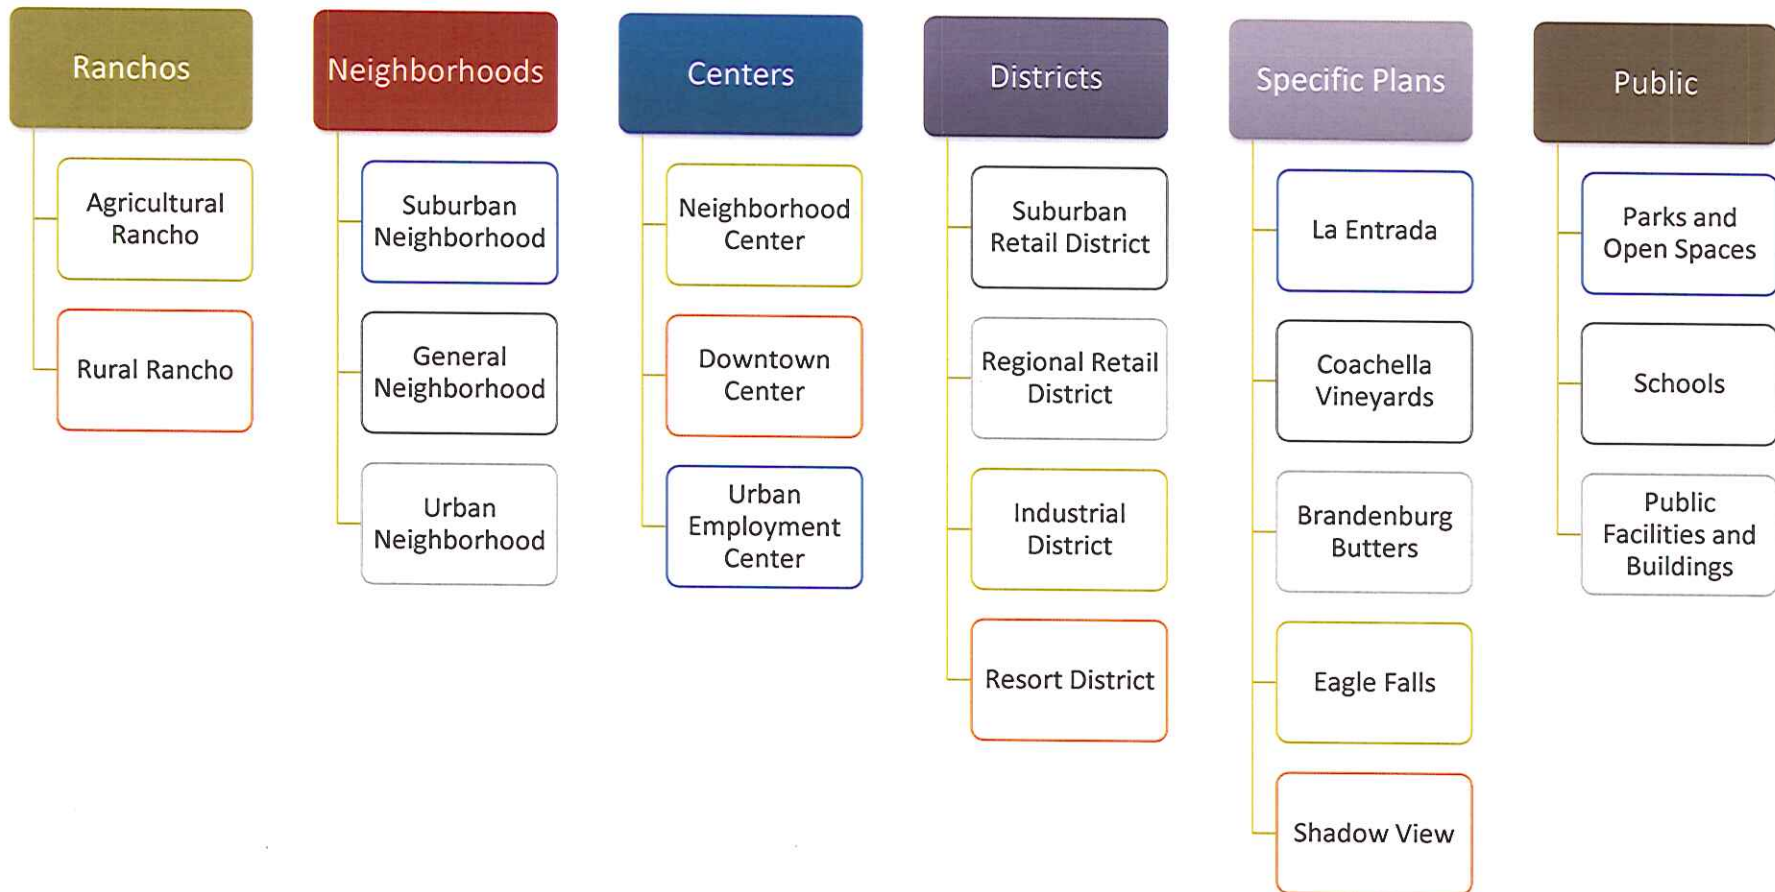 Ranchos
Agricultural
Rancho
Rural Rancho
Neighborhoods
Suburban
Neighborhood
General
Neighborhood
Urban
Neighborhood
Centers
Neighborhood
Center
Downtown
Center
Urban
Employment
Center
Districts
Suburban
Retail District
Regional Retail
District
Industrial
District
Resort District
Specific Plans
La Entrada
Coachella
Vineyards
Brandenburg
Butters
Eagle Falls
Shadow View
Public
Parks and
Open Spaces
Schools
Public
Facilities and
Buildings